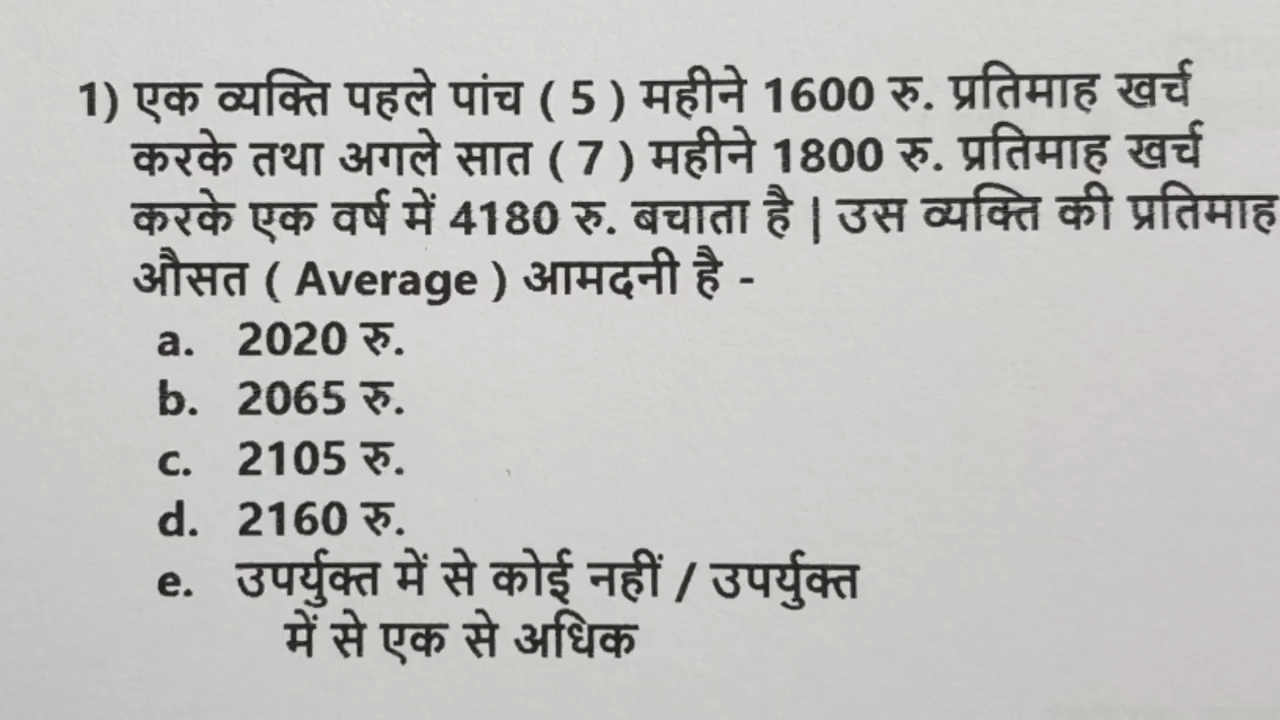 1) एक व्यक्ति पहले पांच ( 5 ) महीने 1600 रु. प्रतिमाह खर्च
करके तथा अगले सात ( 7 ) महीने 1800 रु. प्रतिमाह खर्च
करके एक वर्ष में 4180 रु. बचाता है | उस व्यक्ति की प्रतिमाह
औसत ( Average ) आमदनी है -
a. 2020 रु.
b. 2065 रु.
c. 2105 रु.
d. 2160 रु.
e. उपर्युक्त में से कोई नहीं / उपर्युक्त
में से एक से अधिक